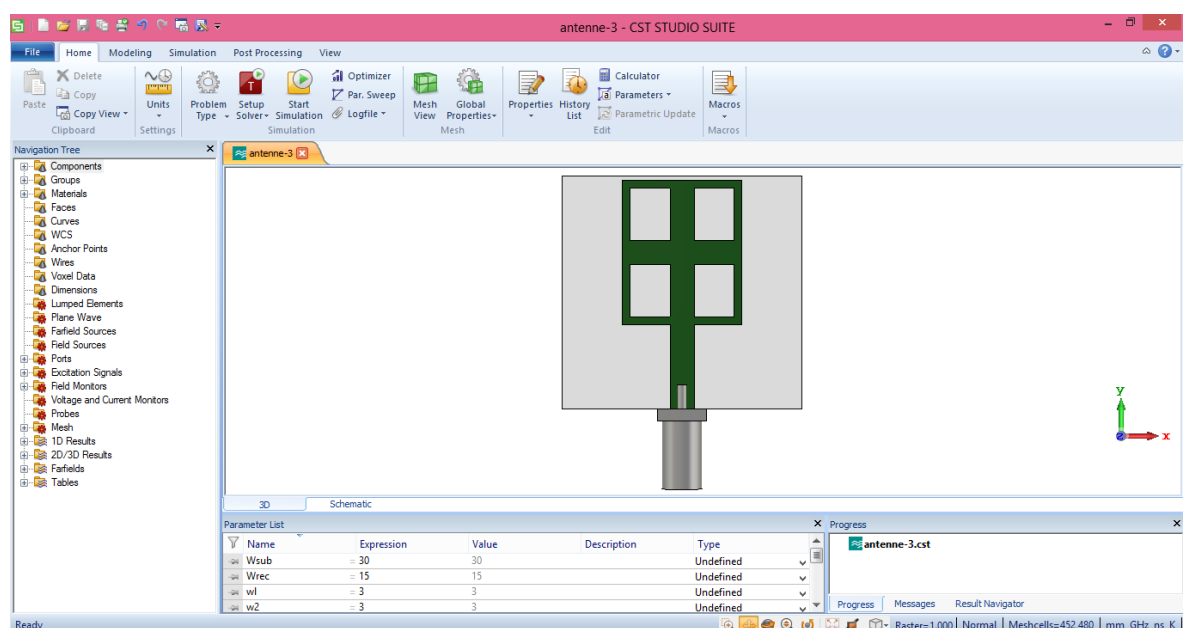 antenne-3 - CST STUDIO SUITE
File Home Modeling Simulation Post Processing View
Paste
Delete
Copy
Copy View
Clipboard
Units
Settings
Problem Type
Setup Solver
Start Simulation
Optimizer
Par. Sweep
Logfile
Simulation
Mesh View
Global Properties
Mesh
Properties
History List
Calculator
Parameters
Parametric Update
Edit
Macros
Macros
Navigation Tree
antenne-3
Components
Groups
Materials
Faces
Curves
WCS
Anchor Points
Wires
Voxel Data
Dimensions
Lumped Elements
Plane Wave
Farfield Sources
Field Sources
Ports
Excitation Signals
Field Monitors
Voltage and Current Monitors
Probes
Mesh
1D Results
2D/3D Results
Farfields
Tables
y
x
3D Schematic
Parameter List
Name Expression Value Description Type
Wsub = 30 30 Undefined
Wrec = 15 15 Undefined
wl = 3 3 Undefined
w2 = 3 3 Undefined
Progress
antenne-3.cst
Progress Messages Result Navigator
Ready
Raster=1.000 Normal Meshcells=452,480 mm GHz ns K